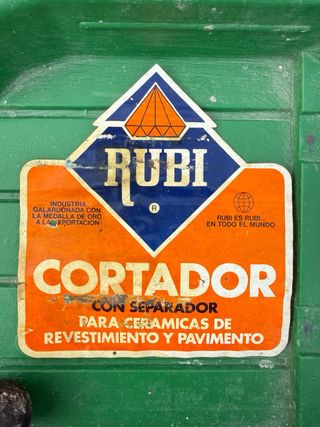 RUBI
®
INDUSTRIA
GALARDONADA CON
LA MEDALLA DE ORO
A LA EXPORTACION
RUBI ES RUBI...
EN TODO EL MUNDO
CORTADOR
CON SEPARADOR
PARA CERAMICAS DE
REVESTIMIENTO Y PAVIMENTO